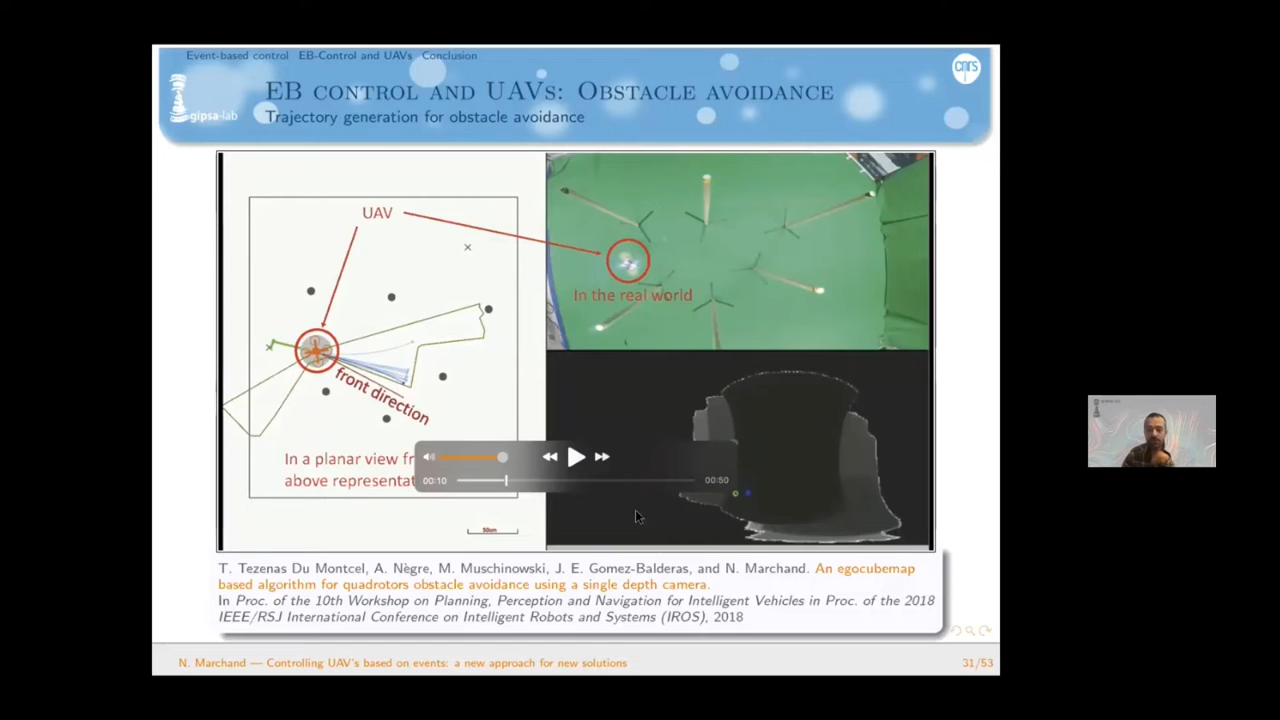 Event-based control EB-Control and UAVs Conclusion
EB CONTROL AND UAVS: OBSTACLE AVOIDANCE
Trajectory generation for obstacle avoidance
gipsa-lab
cnrs
UAV
In the real world
front direction
In a planar view fr
above representat
00:10
00:50
50cm
T. Tezenas Du Montcel, A. Nègre, M. Muschinowski, J. E. Gomez-Balderas, and N. Marchand. An egocubemap
based algorithm for quadrotors obstacle avoidance using a single depth camera.
In Proc. of the 10th Workshop on Planning, Perception and Navigation for Intelligent Vehicles in Proc. of the 2018
IEEE/RSJ International Conference on Intelligent Robots and Systems (IROS), 2018
N. Marchand — Controlling UAV's based on events: a new approach for new solutions
31/53